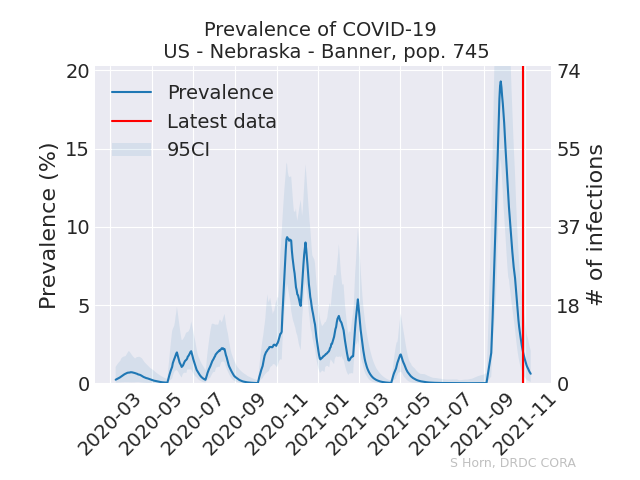 Prevalence of COVID-19
US - Nebraska - Banner, pop. 745
Prevalence
Latest data
95CI
Prevalence (%)
20
15
10
5
0
74
55
37
18
0
# of infections
2020-03
2020-05
2020-07
2020-09
2020-11
2021-01
2021-03
2021-05
2021-07
2021-09
2021-11
S Horn, DRDC CORA